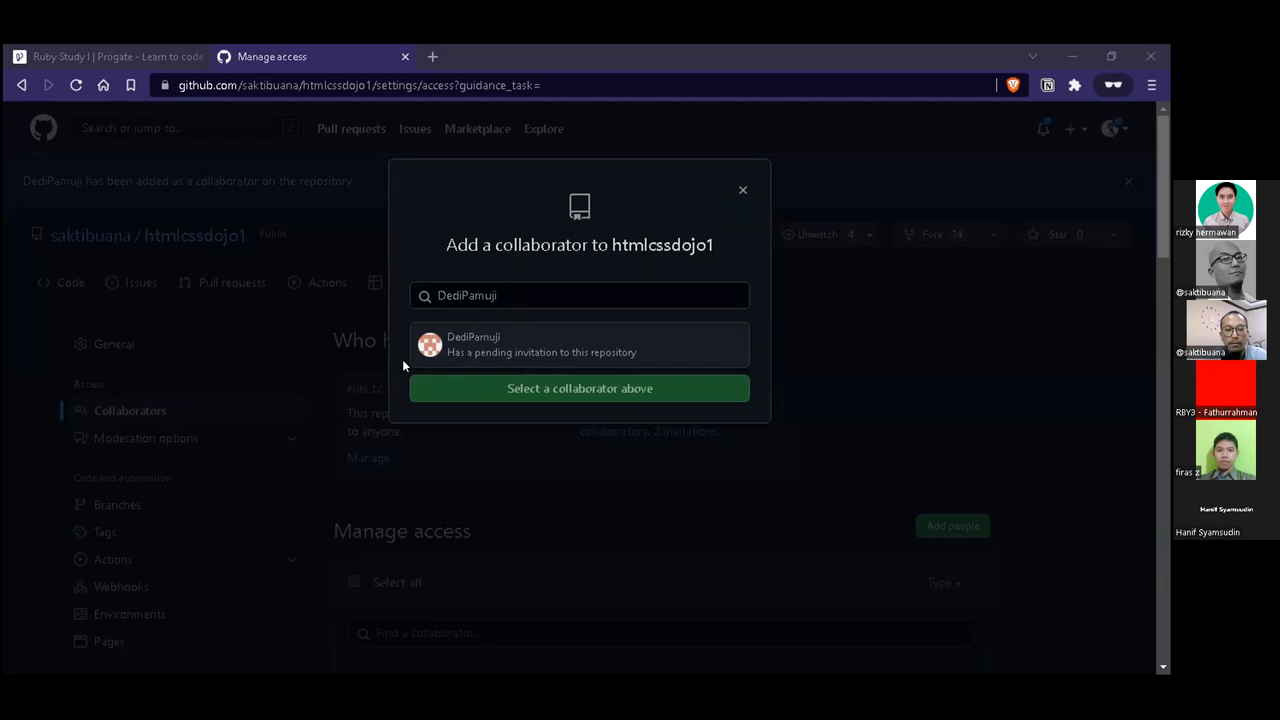 Ruby Study I | Progate - Learn to code
Manage access
github.com/saktibuana/htmlcssdojo1/settings/access?guidance_task=
Search or jump to...
/
Pull requests
Issues
Marketplace
Explore
DediPamuji has been added as a collaborator on the repository
saktibuana / htmlcssdojo1
Public
Unwatch 4
Fork 14
Star 0
Code
Issues
Pull requests
Actions
Add a collaborator to htmlcssdojo1
DediPamuji
DediPamuji
Has a pending invitation to this repository
Select a collaborator above
General
Access
Collaborators
Moderation options
Code and automation
Branches
Tags
Actions
Webhooks
Environments
Pages
Who h
PUBLIC
This rep
to anyone.
Manage
collaborators. 2 invitations.
Manage access
Add people
Select all
Type
Find a collaborator...
rizky hermawan
@saktibuana
@saktibuana
RBY3 - Fathurrahman
firas z
Hanif Syamsudin
Hanif Syamsudin